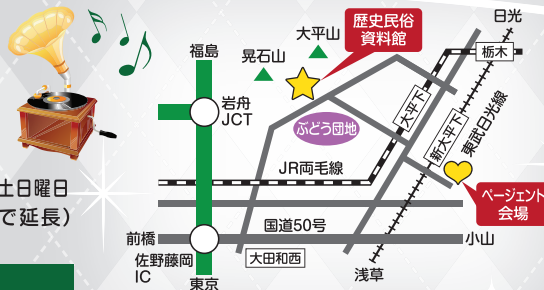 日光
大平山
歴史民俗
資料館
福島
晃石山
栃木
岩舟
JCT
大平下
ぶどう団地
新大平下
東武日光線
JR両毛線
土日曜日
で延長）
ページェント
会場
国道50号
前橋
小山
佐野藤岡
IC
大田和西
浅草
東京